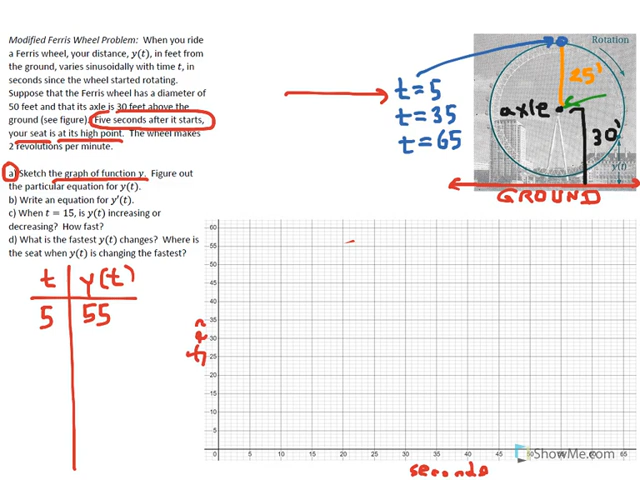 Modified Ferris Wheel Problem: When you ride
a Ferris wheel, your distance, y(t), in feet from
the ground, varies sinusoidally with time t, in
seconds since the wheel started rotating.
Suppose that the Ferris wheel has a diameter of
50 feet and that its axle is 30 feet above the
ground (see figure). Five seconds after it starts,
your seat is at its high point. The wheel makes
2 revolutions per minute.
a) Sketch the graph of function y. Figure out
the particular equation for y(t).
b) Write an equation for y'(t).
c) When t = 15, is y(t) increasing or
decreasing? How fast?
d) What is the fastest y(t) changes? Where is
the seat when y(t) is changing the fastest?
t = 5
t = 35
t = 65
Rotation
25'
axle
30'
y(t)
GROUND
t y(t)
5 55
60
55
50
45
40
35
30
25
20
15
10
5
0 5 10 15 20 25 30 35 40 45 50 55 60 65
feet
seconds
ShowMe.com